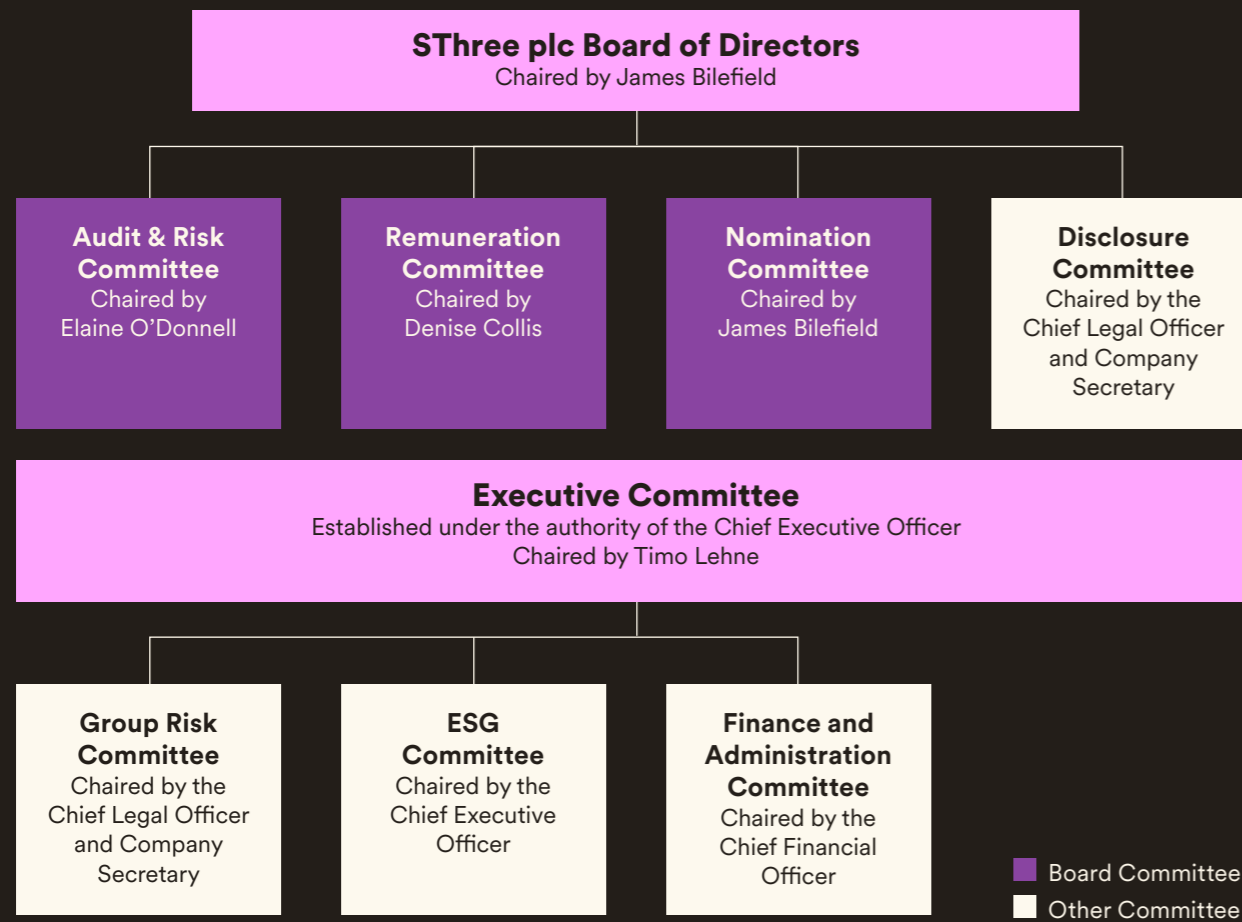 SThree plc Board of Directors
Chaired by James Bilefield
Audit & Risk
Committee
Chaired by
Elaine O’Donnell
Remuneration
Committee
Chaired by
Denise Collis
Nomination
Committee
Chaired by
James Bilefield
Disclosure
Committee
Chaired by the
Chief Legal Officer
and Company
Secretary
Executive Committee
Established under the authority of the Chief Executive Officer
Chaired by Timo Lehne
Group Risk
Committee
Chaired by the
Chief Legal Officer
and Company
Secretary
ESG
Committee
Chaired by the
Chief Executive
Officer
Finance and
Administration
Committee
Chaired by the
Chief Financial
Officer
Board Committee
Other Committee